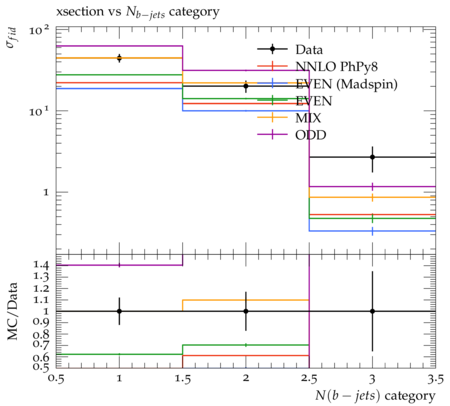 xsection vs N_{b−jets} category
σ_{fid}
10^2
10^1
1
Data
NNLO PhPy8
EVEN (Madspin)
EVEN
MIX
ODD
MC/Data
1.4
1.3
1.2
1.1
1
0.9
0.8
0.7
0.6
0.5
0.5 1 1.5 2 2.5 3 3.5
N(b − jets) category